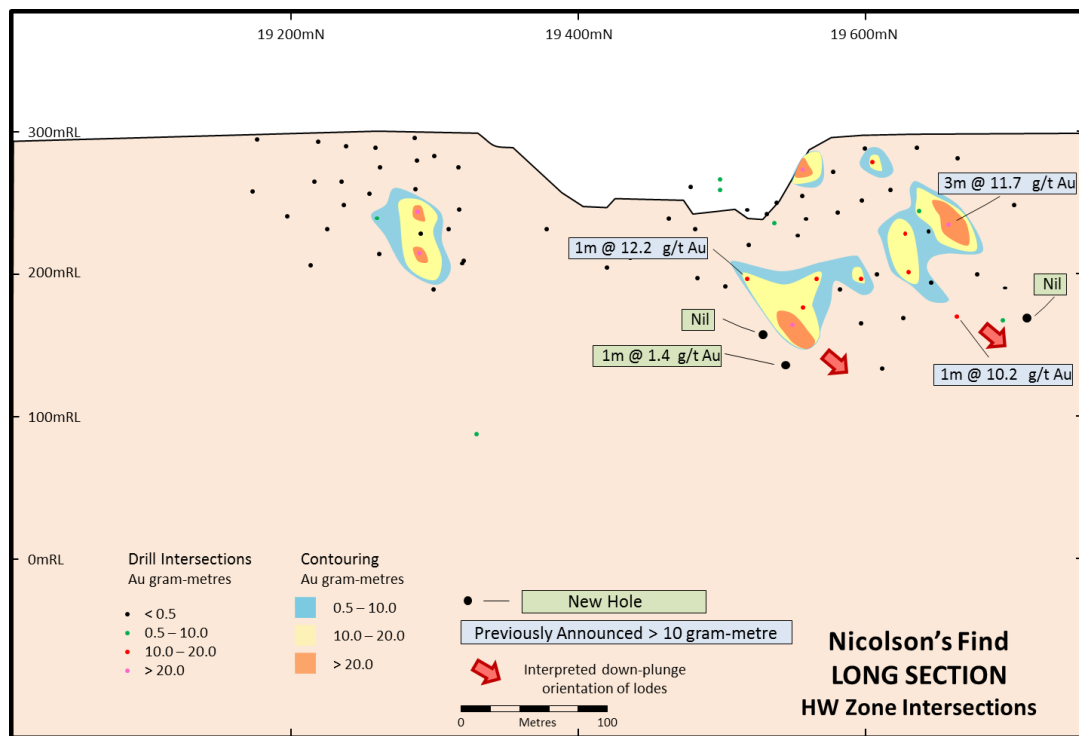 19 200mN
19 400mN
19 600mN
300mRL
3m @ 11.7 g/t Au
1m @ 12.2 g/t Au
200mRL
Nil
Nil
1m @ 1.4 g/t Au
1m @ 10.2 g/t Au
100mRL
0mRL
Drill Intersections
Au gram-metres
< 0.5
0.5 – 10.0
10.0 – 20.0
> 20.0
Contouring
Au gram-metres
0.5 – 10.0
10.0 – 20.0
> 20.0
New Hole
Previously Announced > 10 gram-metre
Interpreted down-plunge
orientation of lodes
0 Metres 100
Nicolson's Find
LONG SECTION
HW Zone Intersections